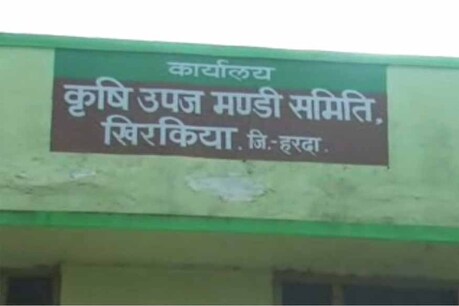 कार्यालय
कृषि उपज मण्डी समिति,
खिरकिया. जि.-हरदा.